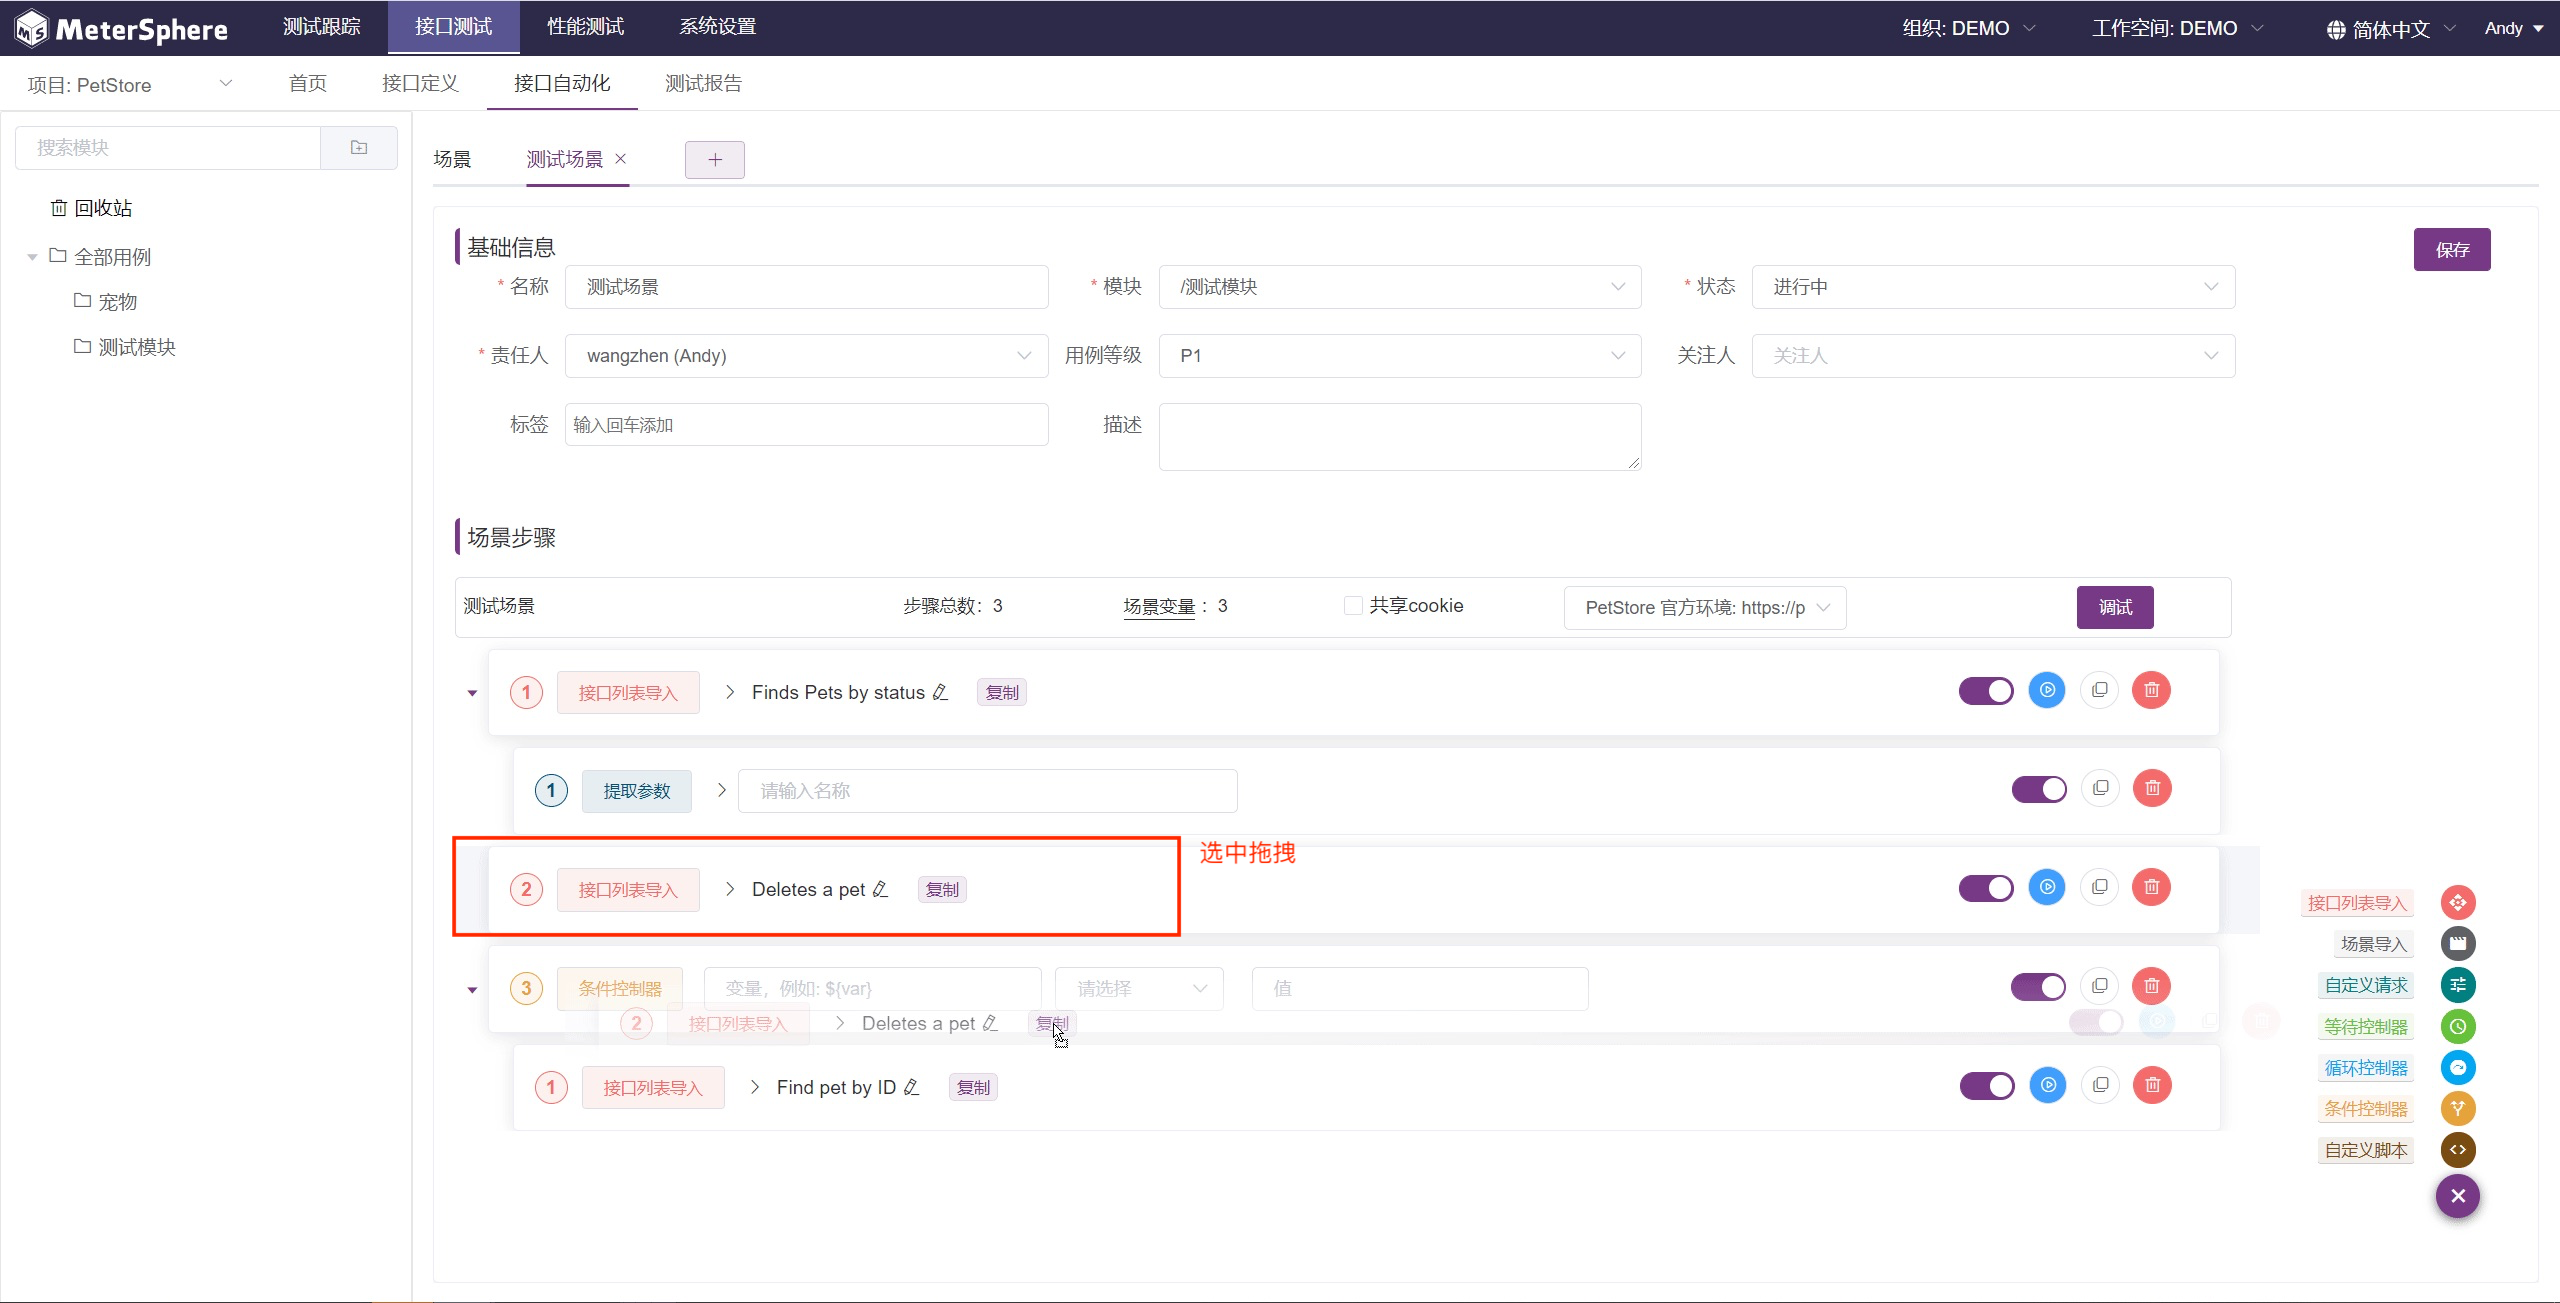 MeterSphere 测试跟踪 接口测试 性能测试 系统设置 组织: DEMO 工作空间: DEMO 简体中文 Andy
项目: PetStore 首页 接口定义 接口自动化 测试报告
搜索模块
回收站
全部用例
宠物
测试模块
场景 测试场景
基础信息 保存
* 名称 测试场景 * 模块 /测试模块 * 状态 进行中
* 责任人 wangzhen (Andy) 用例等级 P1 关注人 关注人
标签 输入回车添加 描述
场景步骤
测试场景 步骤总数: 3 场景变量 : 3 共享cookie PetStore 官方环境: https://p 调试
1 接口列表导入 Finds Pets by status 复制
1 提取参数 请输入名称
选中拖拽
2 接口列表导入 Deletes a pet 复制
3 条件控制器 变量，例如: ${var} 请选择 值
2 接口列表导入 Deletes a pet 复制
1 接口列表导入 Find pet by ID 复制
接口列表导入
场景导入
自定义请求
等待控制器
循环控制器
条件控制器
自定义脚本